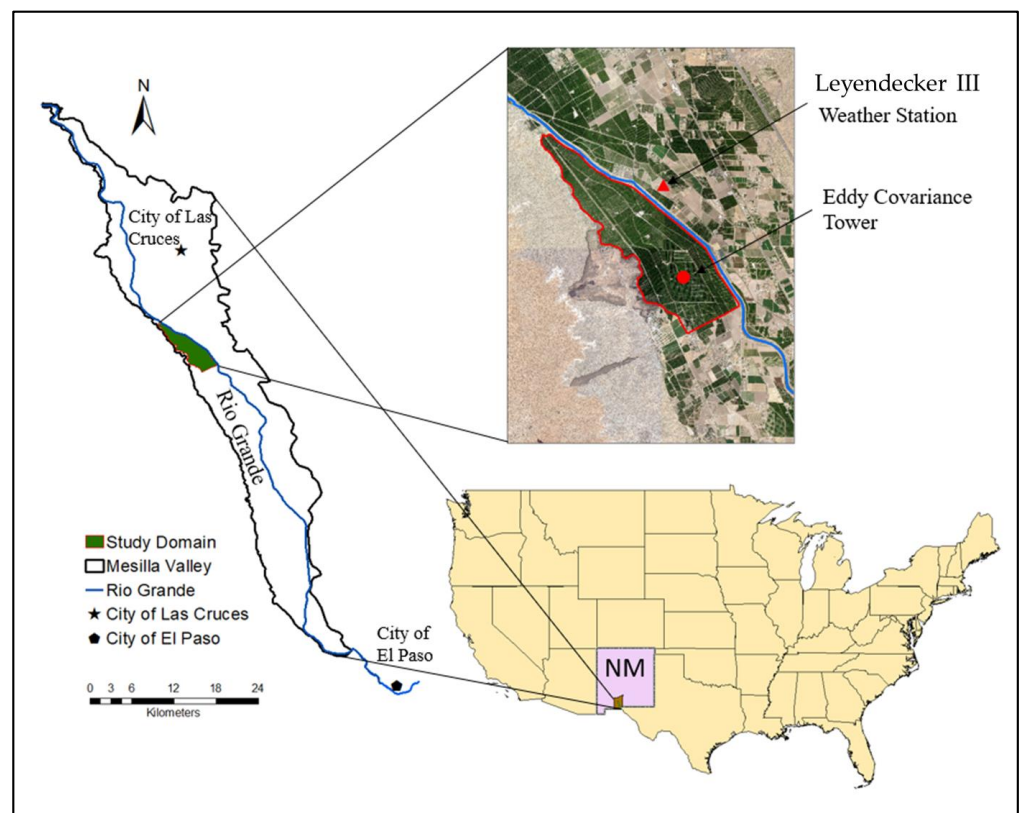 N
Leyendecker III
Weather Station
Eddy Covariance
Tower
City of Las
Cruces
Rio Grande
Study Domain
Mesilla Valley
Rio Grande
City of Las Cruces
City of El Paso
City of
El Paso
NM
0 3 6 12 18 24
Kilometers